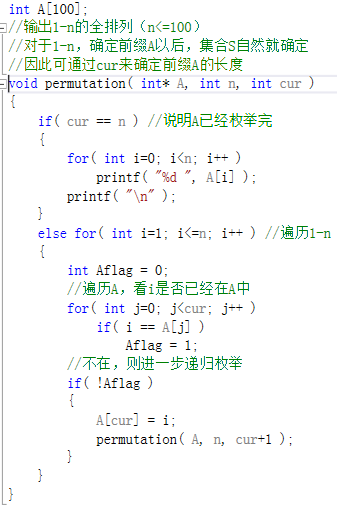 int A[100];
//输出1-n的全排列（n<=100）
//对于1-n，确定前缀A以后，集合S自然就确定
//因此可通过cur来确定前缀A的长度
void permutation( int* A, int n, int cur )
{
    if( cur == n ) //说明A已经枚举完
    {
        for( int i=0; i<n; i++ )
            printf( "%d ", A[i] );
        printf( "\n" );
    }
    else for( int i=1; i<=n; i++ ) //遍历1-n
    {
        int Aflag = 0;
        //遍历A，看i是否已经在A中
        for( int j=0; j<cur; j++ )
            if( i == A[j] )
                Aflag = 1;
        //不在，则进一步递归枚举
        if( !Aflag )
        {
            A[cur] = i;
            permutation( A, n, cur+1 );
        }
    }
}